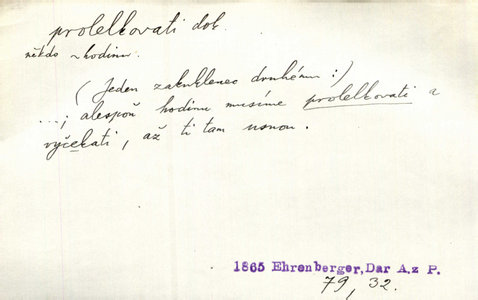 prolelkovati dok.
někdo ~ hodinu.
(Jeden zakuklenec druhému:)
...; alespoň hodinu musíme prolelkovati a
vyčekati, až ti tam usnou.
1865 Ehrenberger, Dar A.z P.
79, 32.